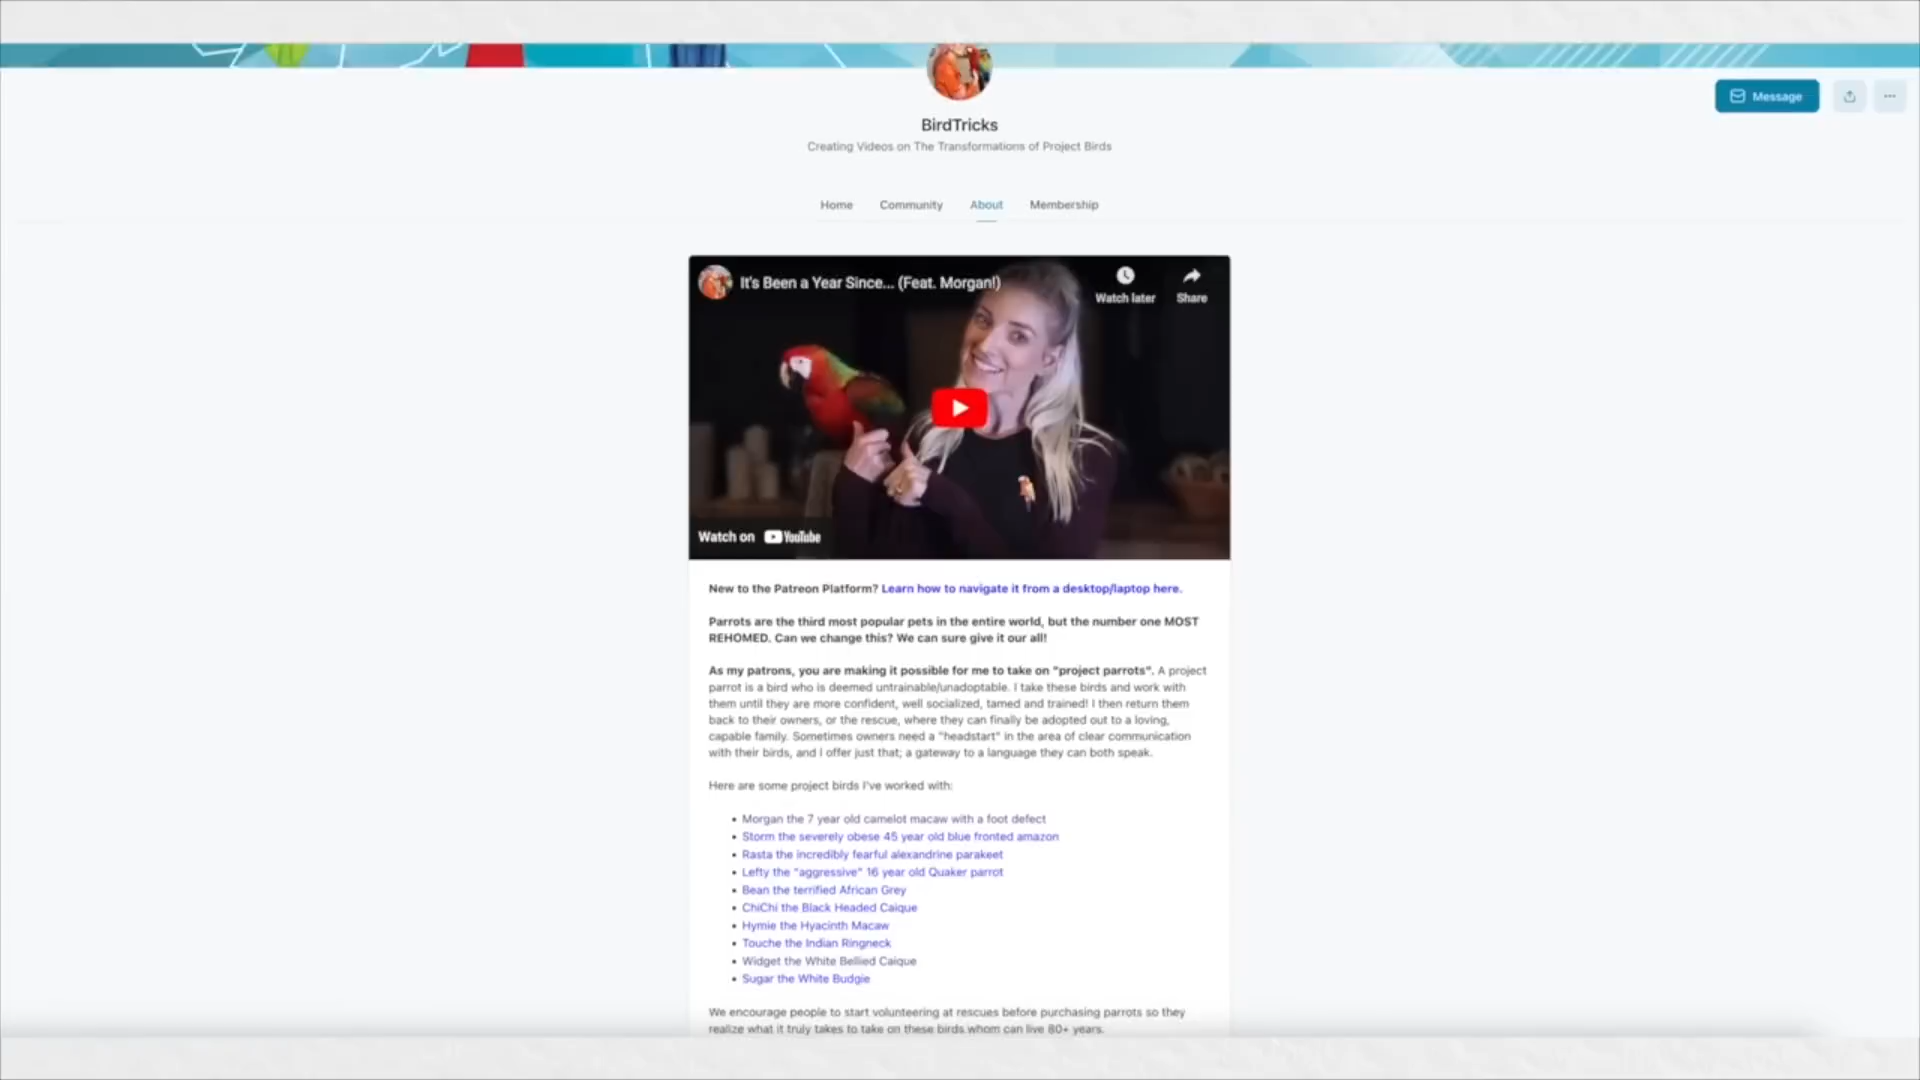 Message
BirdTricks
Creating Videos on The Transformations of Project Birds
Home Community About Membership
It's Been a Year Since... (Feat. Morgan!)
Watch later Share
Watch on YouTube
New to the Patreon Platform? Learn how to navigate it from a desktop/laptop here.
Parrots are the third most popular pets in the entire world, but the number one MOST
REHOMED. Can we change this? We can sure give it our all!
As my patrons, you are making it possible for me to take on "project parrots". A project
parrot is a bird who is deemed untrainable/unadoptable. I take these birds and work with
them until they are more confident, well socialized, tamed and trained! I then return them
back to their owners, or the rescue, where they can finally be adopted out to a loving,
capable family. Sometimes owners need a "headstart" in the area of clear communication
with their birds, and I offer just that; a gateway to a language they can both speak.
Here are some project birds I've worked with:
• Morgan the 7 year old camelot macaw with a foot defect
• Storm the severely obese 45 year old blue fronted amazon
• Rasta the incredibly fearful alexandrine parakeet
• Lefty the "aggressive" 16 year old Quaker parrot
• Bean the terrified African Grey
• ChiChi the Black Headed Caique
• Hymie the Hyacinth Macaw
• Touche the Indian Ringneck
• Widget the White Bellied Caique
• Sugar the White Budgie
We encourage people to start volunteering at rescues before purchasing parrots so they
realize what it truly takes to take on these birds whom can live 80+ years.